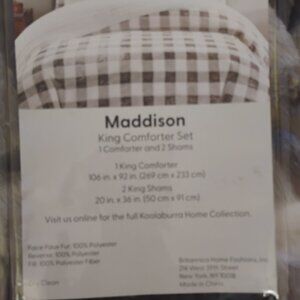 Maddison
King Comforter Set
1 Comforter and 2 Shams
1 King Comforter
106 in. x 92 in. (269 cm x 233 cm)
2 King Shams
20 in. x 36 in. (50 cm x 91 cm)
Visit us online for the full Koolaburra Home Collection.
Face Faux Fur: 100% Polyester
Reverse: 100% Polyester
Fill: 100% Polyester Fiber
Clean
Britannica Home Fashions, Inc.
New York, NY 10018
Made in China